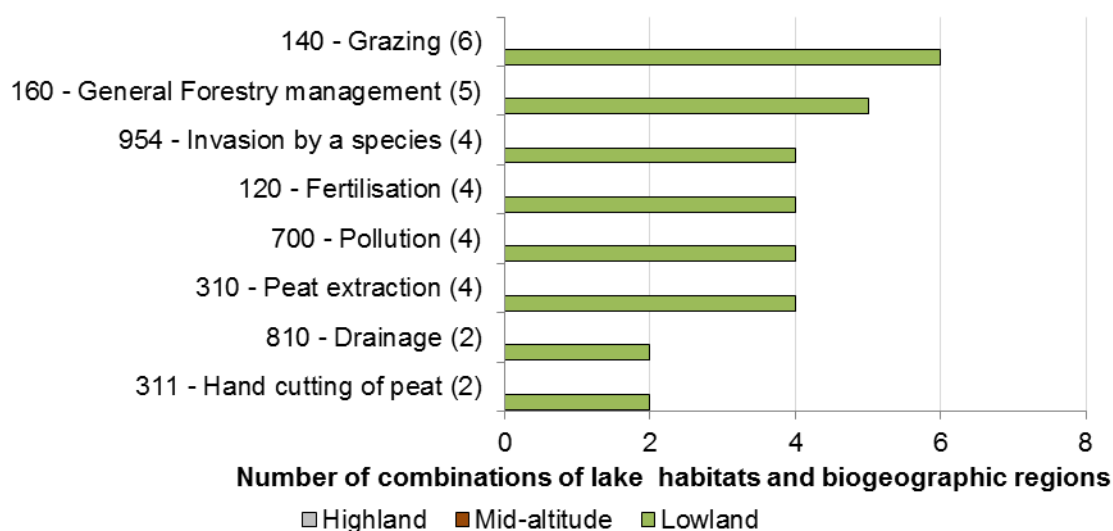 140 - Grazing (6)
160 - General Forestry management (5)
954 - Invasion by a species (4)
120 - Fertilisation (4)
700 - Pollution (4)
310 - Peat extraction (4)
810 - Drainage (2)
311 - Hand cutting of peat (2)
0 2 4 6 8
Number of combinations of lake habitats and biogeographic regions
Highland Mid-altitude Lowland